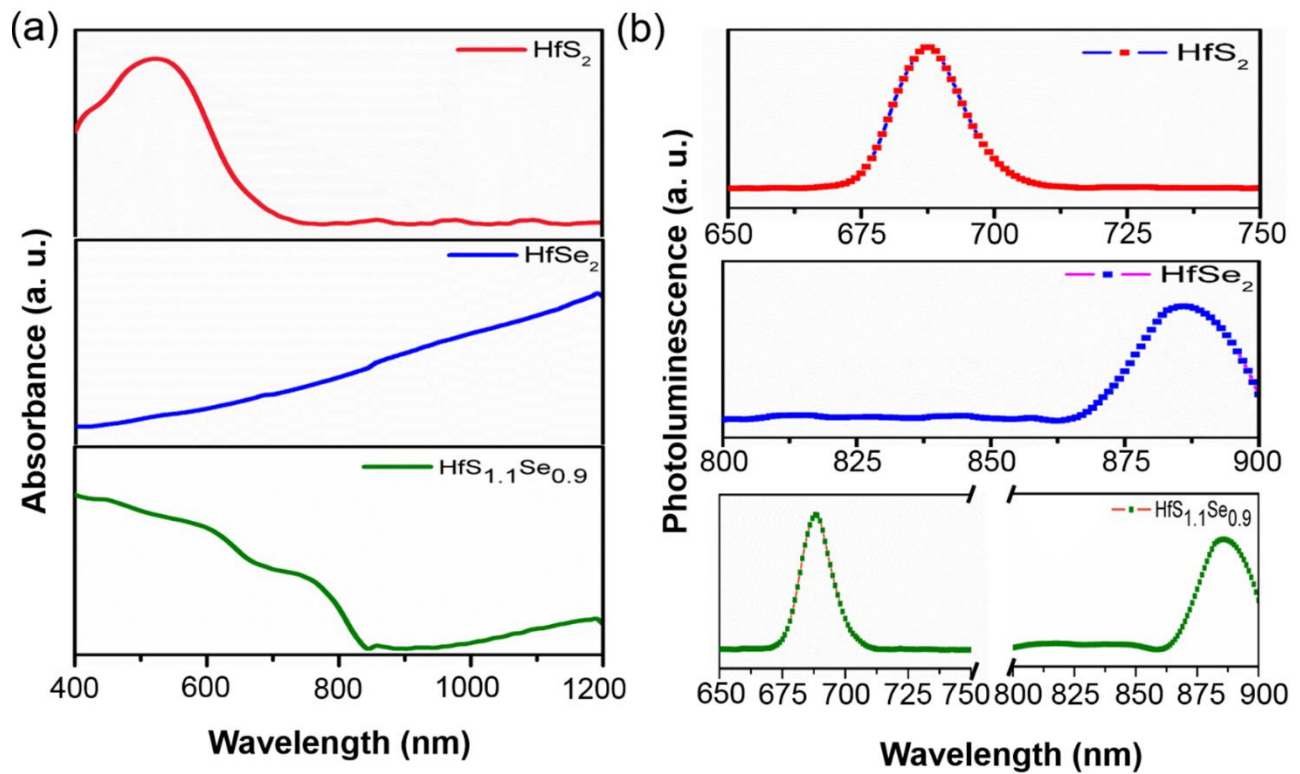 (a)
HfS₂
HfSe₂
HfS₁.₁Se₀.₉
Absorbance (a. u.)
400 600 800 1000 1200
Wavelength (nm)
(b)
HfS₂
650 675 700 725 750
HfSe₂
800 825 850 875 900
HfS₁.₁Se₀.₉
650 675 700 725 750 800 825 850 875 900
Photoluminescence (a. u.)
Wavelength (nm)